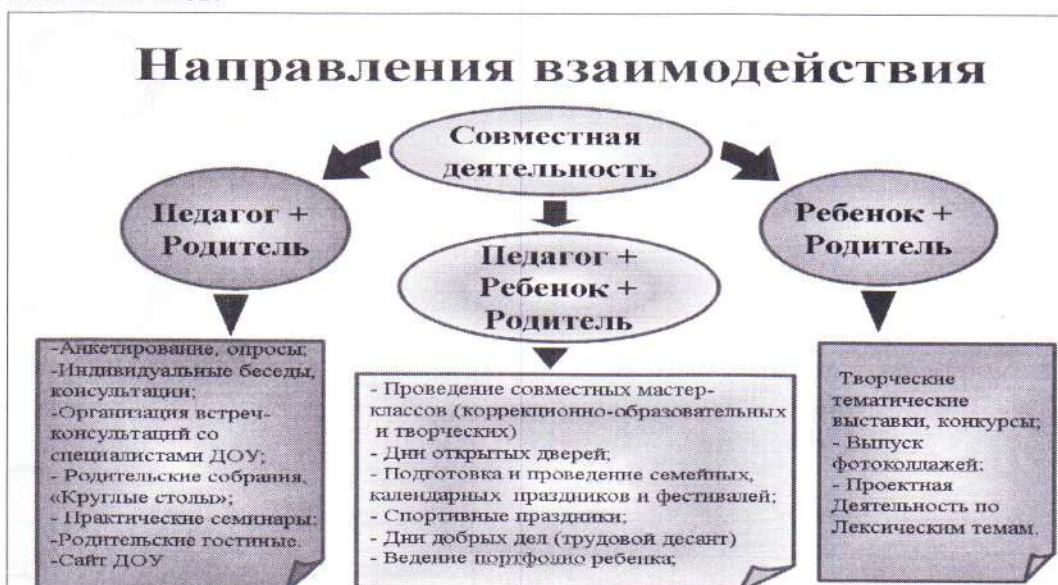 Направления взаимодействия
Совместная
деятельность
Педагог +
Родитель
Педагог +
Ребенок +
Родитель
Ребенок +
Родитель
-Анкетирование, опросы;
-Индивидуальные беседы,
консультации;
-Организация встреч-
консультаций со
специалистами ДОУ;
- Родительские собрания,
«Круглые столы»;
- Практические семинары;
-Родительские гостиные.
-Сайт ДОУ
- Проведение совместных мастер-
классов (коррекционно-образовательных
и творческих)
- Дни открытых дверей;
- Подготовка и проведение семейных,
календарных праздников и фестивалей;
- Спортивные праздники;
- Дни добрых дел (трудовой десант)
- Ведение портфолио ребенка;
Творческие
тематические
выставки, конкурсы;
- Выпуск
фотоколлажей;
- Проектная
Деятельность по
Лексическим темам.